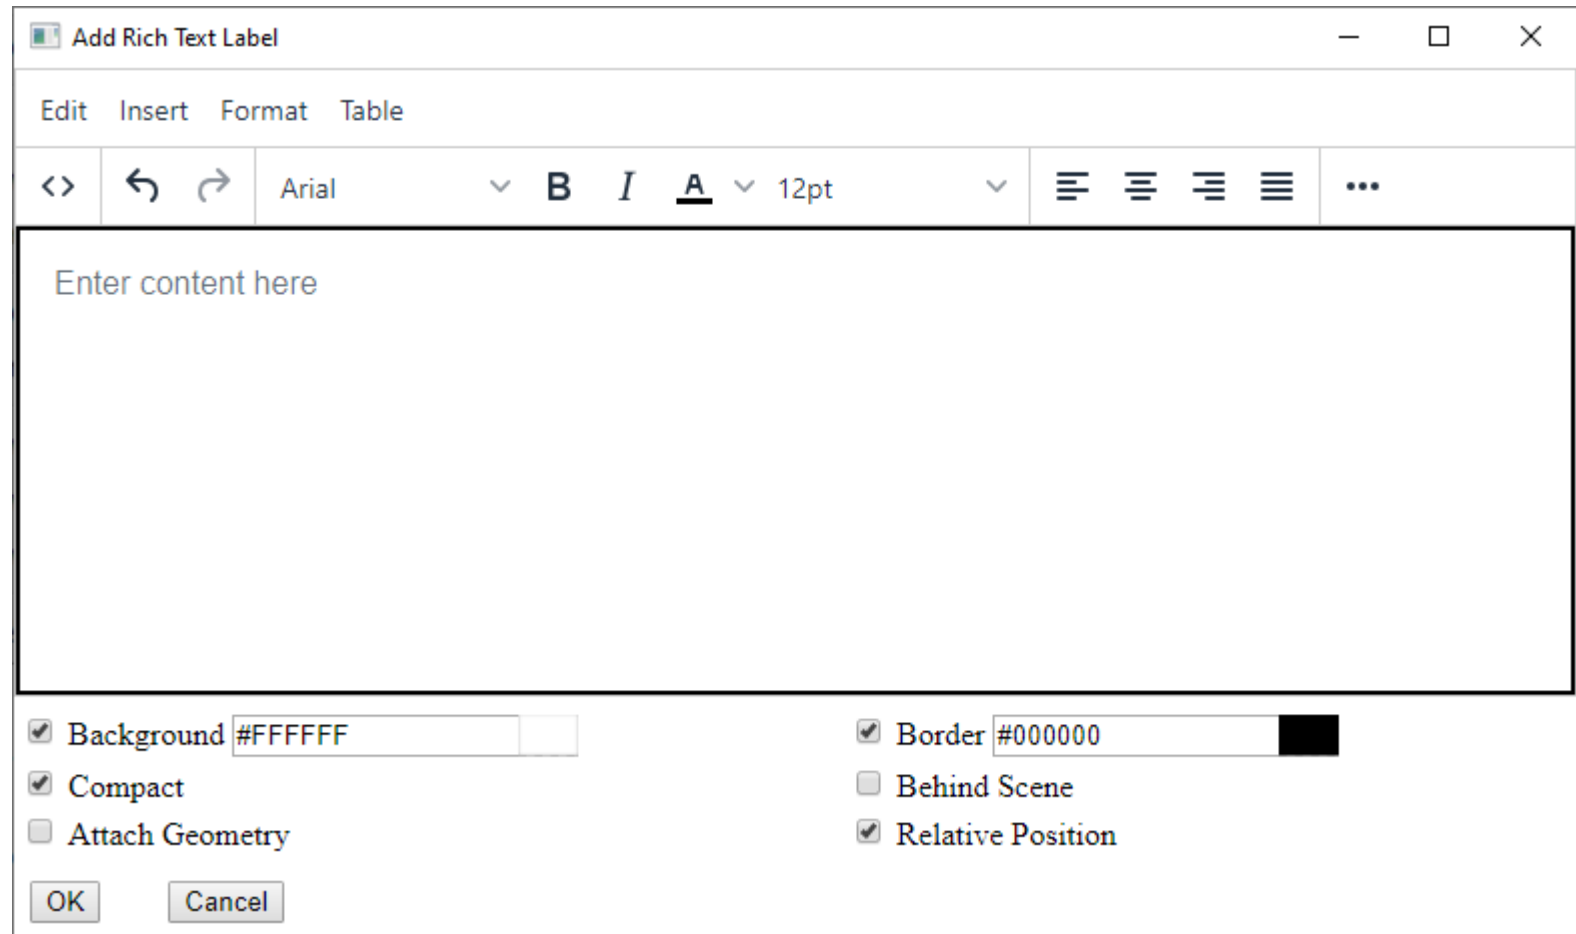 Add Rich Text Label
Edit Insert Format Table
Arial B I A 12pt
Enter content here
Background #FFFFFF Border #000000
Compact Behind Scene
Attach Geometry Relative Position
OK Cancel